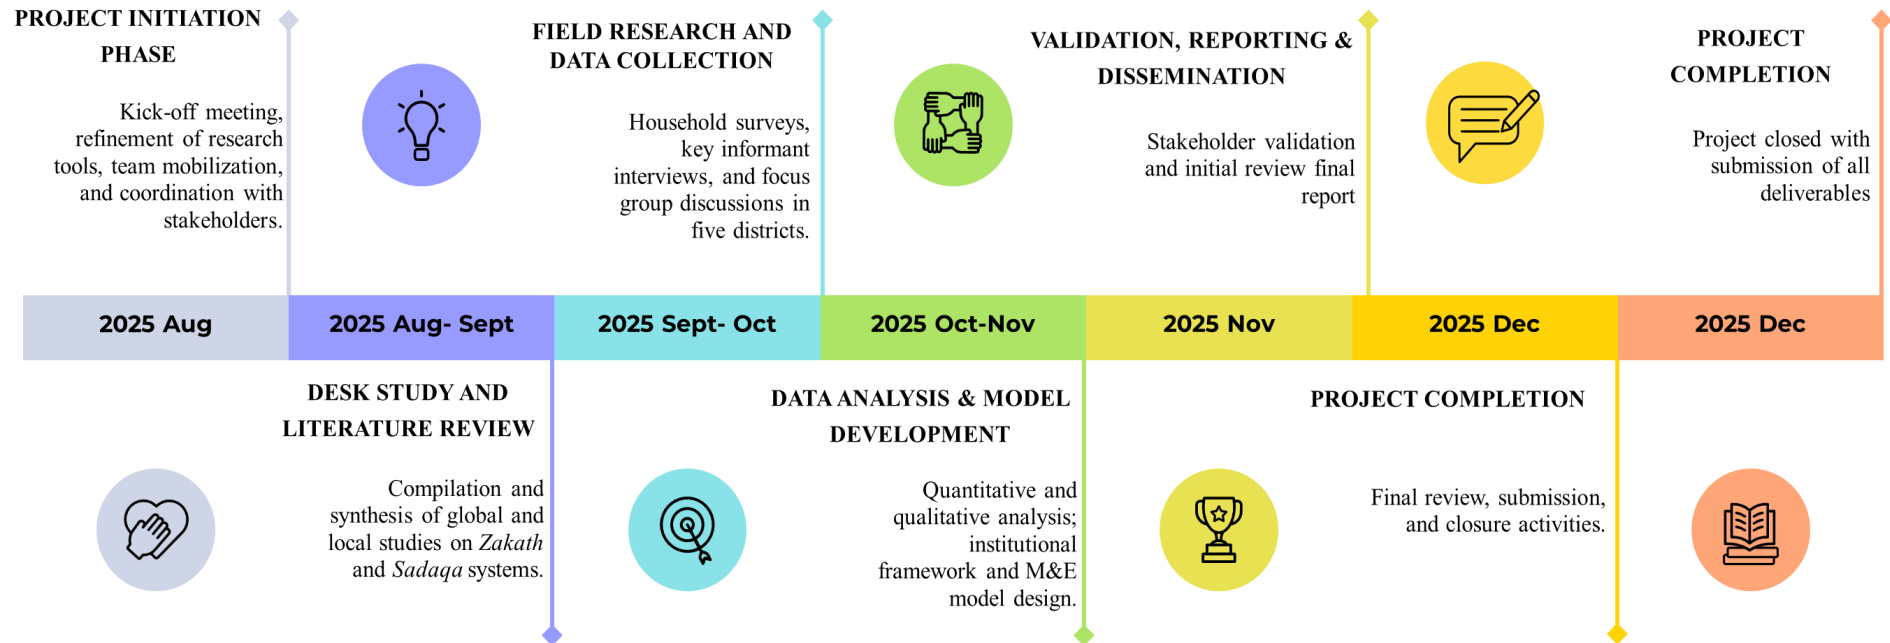 PROJECT INITIATION
PHASE
Kick-off meeting,
refinement of research
tools, team mobilization,
and coordination with
stakeholders.
FIELD RESEARCH AND
DATA COLLECTION
Household surveys,
key informant
interviews, and focus
group discussions in
five districts.
VALIDATION, REPORTING &
DISSEMINATION
Stakeholder validation
and initial review final
report
PROJECT
COMPLETION
Project closed with
submission of all
deliverables
2025 Aug
2025 Aug- Sept
2025 Sept- Oct
2025 Oct-Nov
2025 Nov
2025 Dec
2025 Dec
DESK STUDY AND
LITERATURE REVIEW
Compilation and
synthesis of global and
local studies on Zakath
and Sadaqa systems.
DATA ANALYSIS & MODEL
DEVELOPMENT
Quantitative and
qualitative analysis;
institutional
framework and M&E
model design.
PROJECT COMPLETION
Final review, submission,
and closure activities.